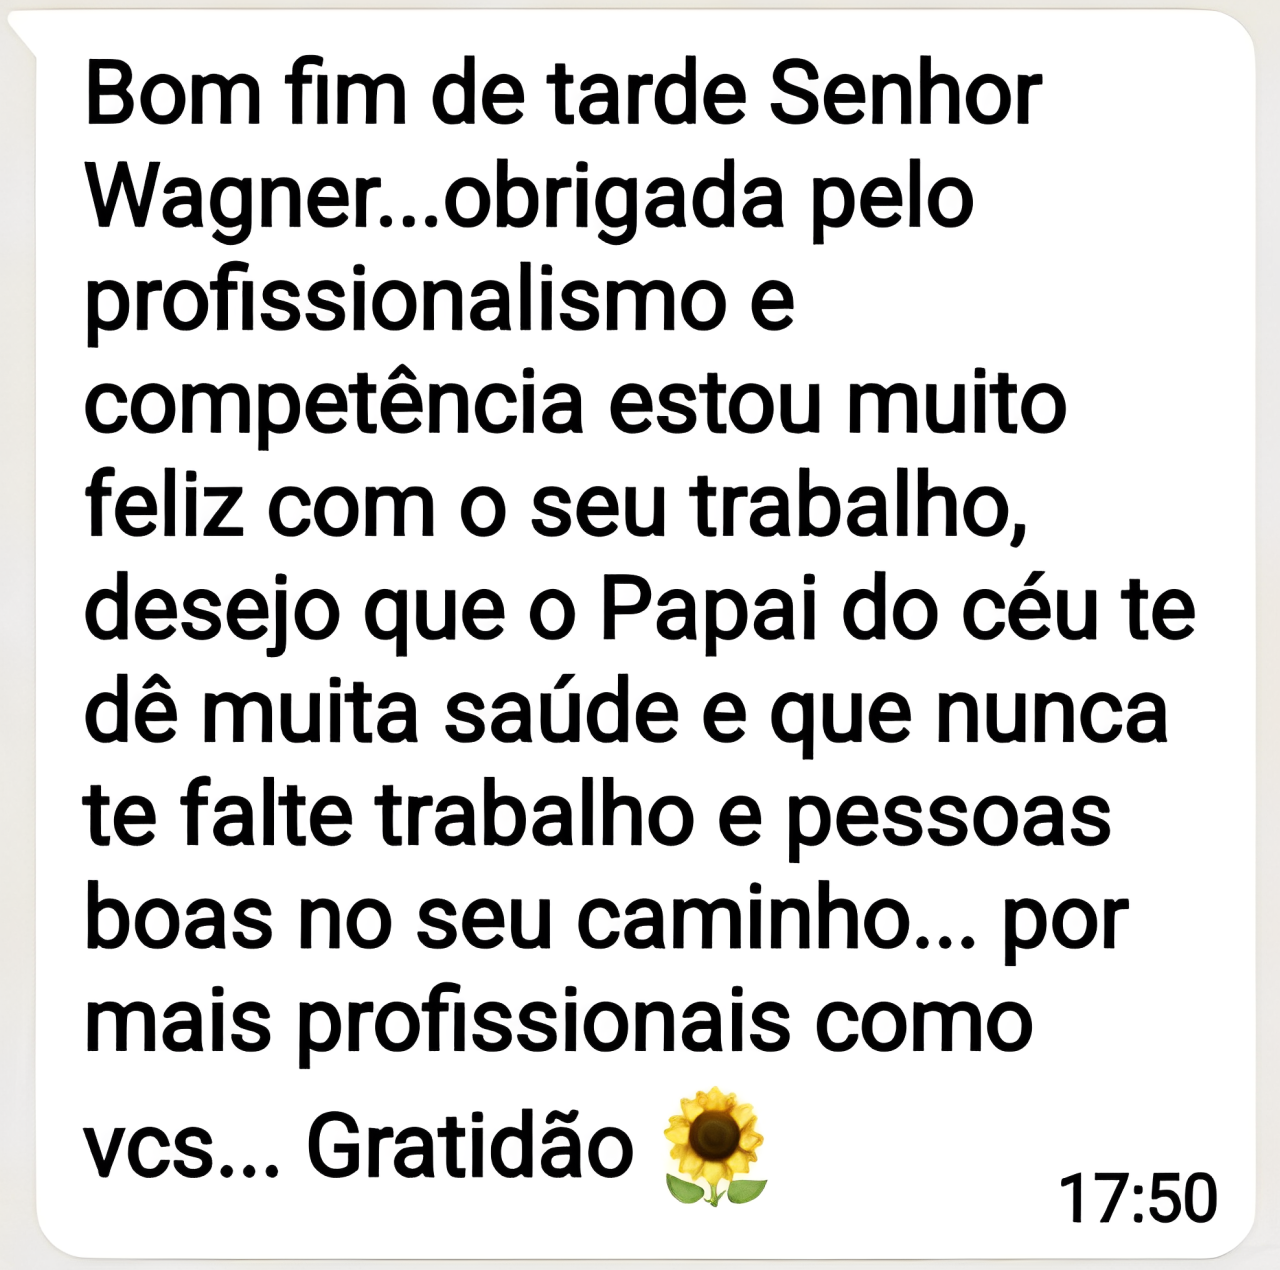 Bom fim de tarde Senhor
Wagner...obrigada pelo
profissionalismo e
competência estou muito
feliz com o seu trabalho,
desejo que o Papai do céu te
dê muita saúde e que nunca
te falte trabalho e pessoas
boas no seu caminho... por
mais profissionais como
vcs... Gratidão 🌻
17:50